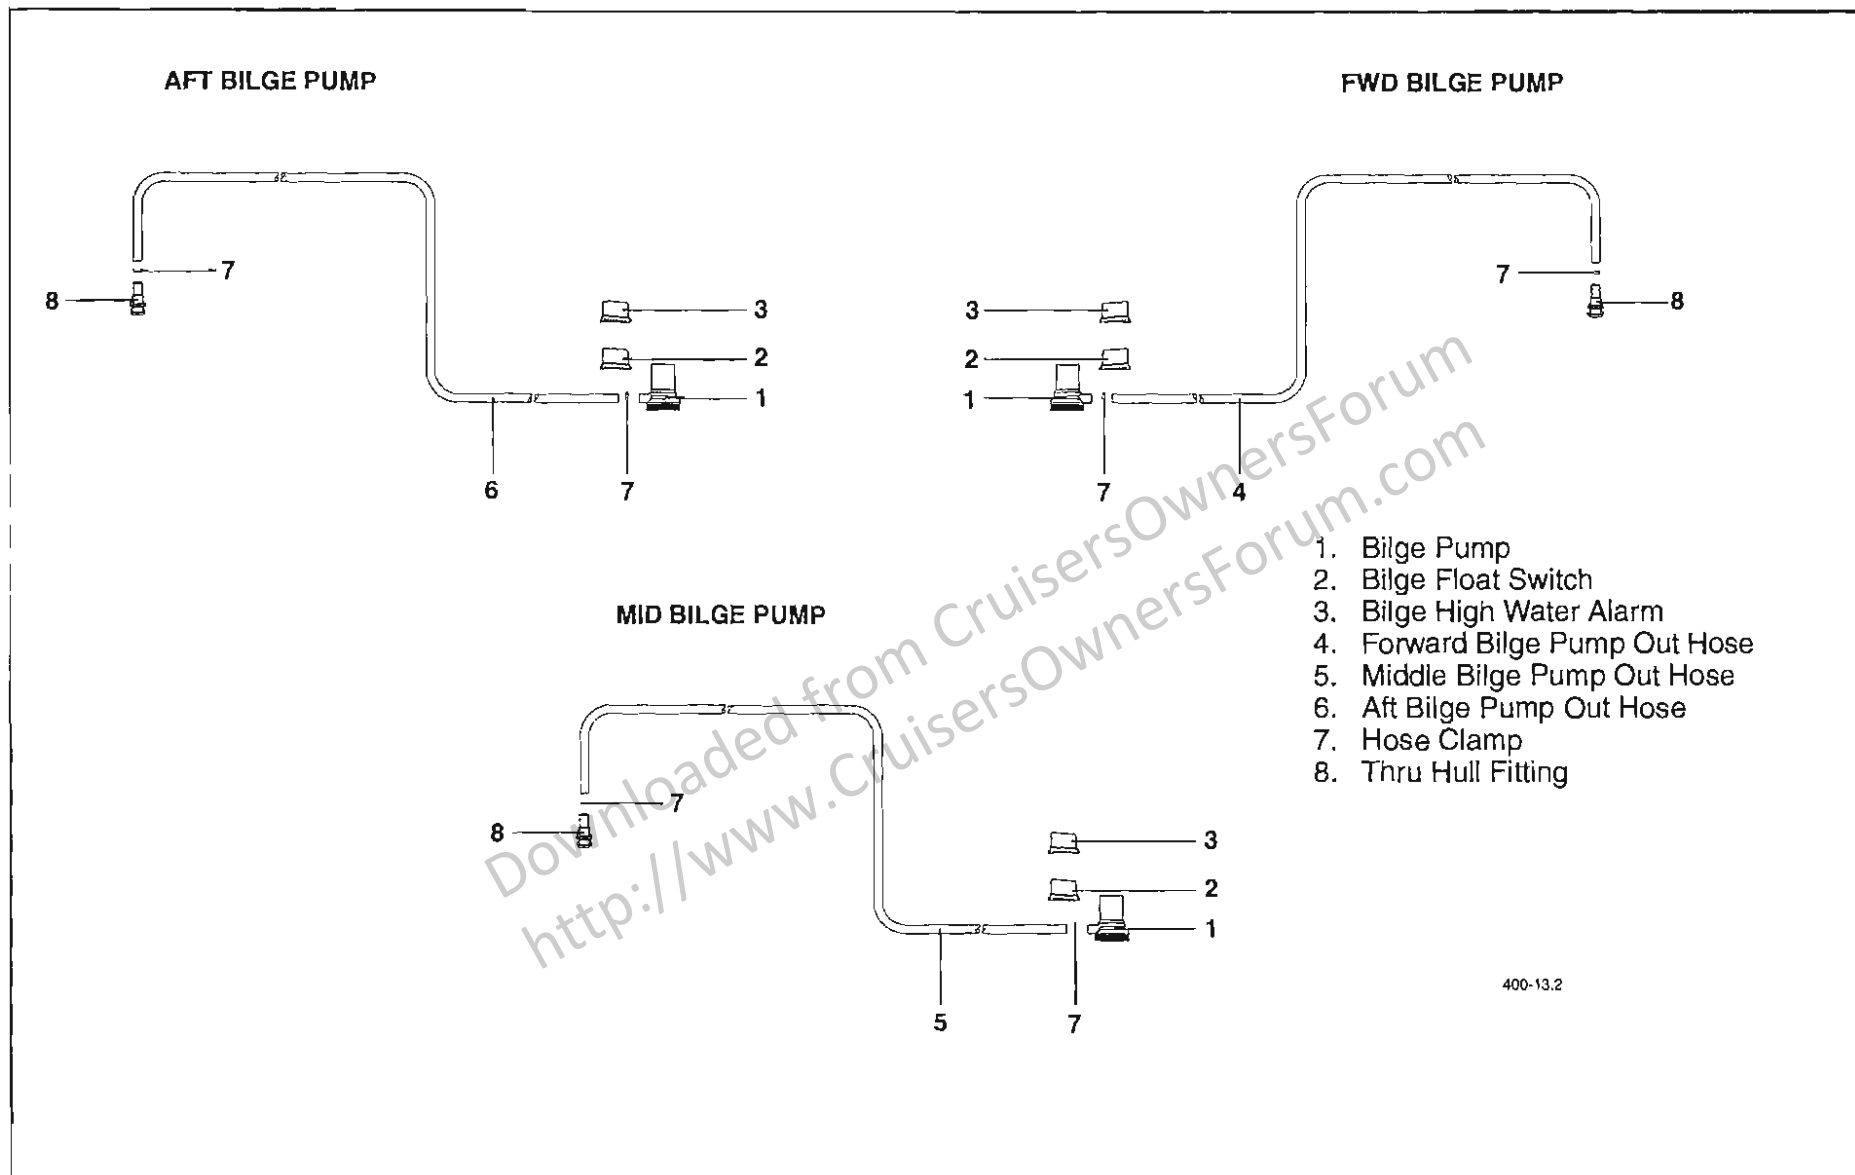 AFT BILGE PUMP
FWD BILGE PUMP
7
8
3
2
1
6
7
7
8
3
2
1
7
4
MID BILGE PUMP
7
8
3
2
1
5
7
1. Bilge Pump
2. Bilge Float Switch
3. Bilge High Water Alarm
4. Forward Bilge Pump Out Hose
5. Middle Bilge Pump Out Hose
6. Aft Bilge Pump Out Hose
7. Hose Clamp
8. Thru Hull Fitting
400-13.2
Downloaded from CruisersOwnersForum
http://www.CruisersOwnersForum.com